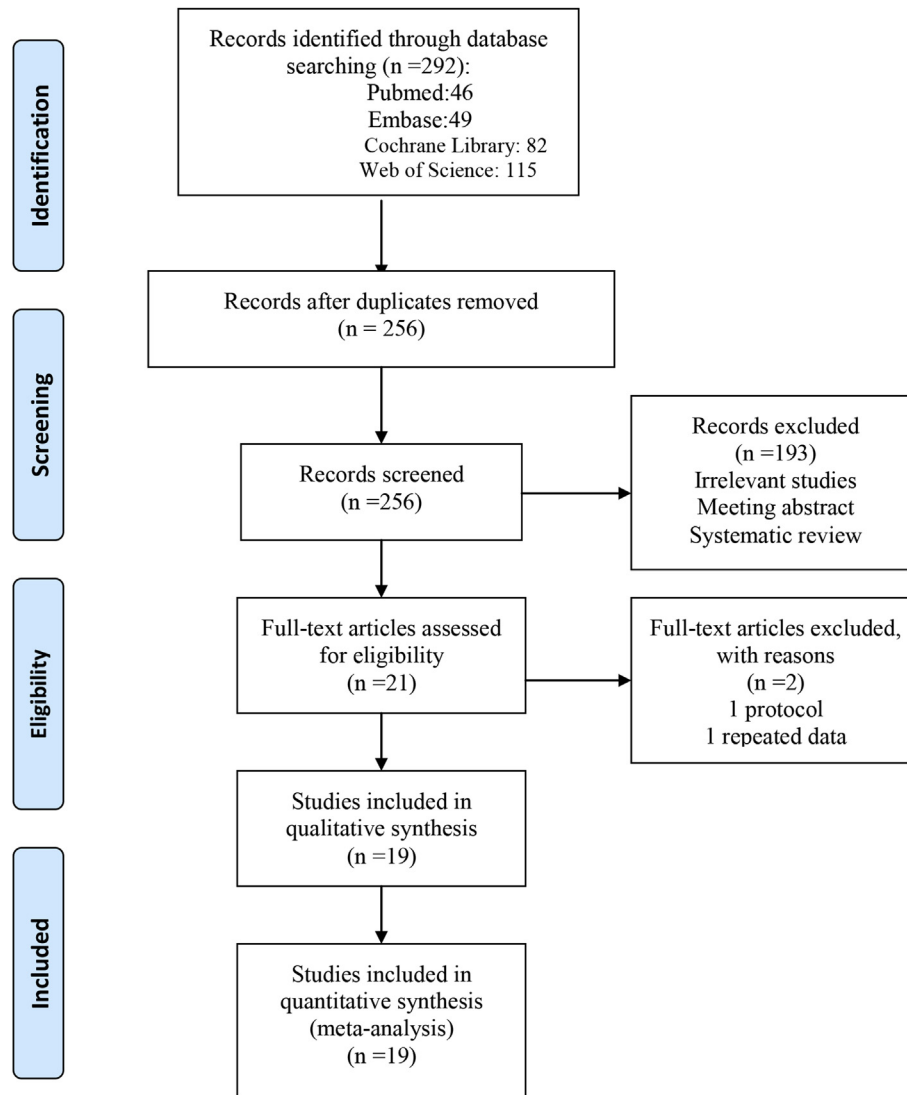 Identification
Records identified through database
searching (n =292):
Pubmed:46
Embase:49
Cochrane Library: 82
Web of Science: 115
Screening
Records after duplicates removed
(n = 256)
Records screened
(n =256)
Records excluded
(n =193)
Irrelevant studies
Meeting abstract
Systematic review
Eligibility
Full-text articles assessed
for eligibility
(n =21)
Full-text articles excluded,
with reasons
(n =2)
1 protocol
1 repeated data
Studies included in
qualitative synthesis
(n =19)
Included
Studies included in
quantitative synthesis
(meta-analysis)
(n =19)